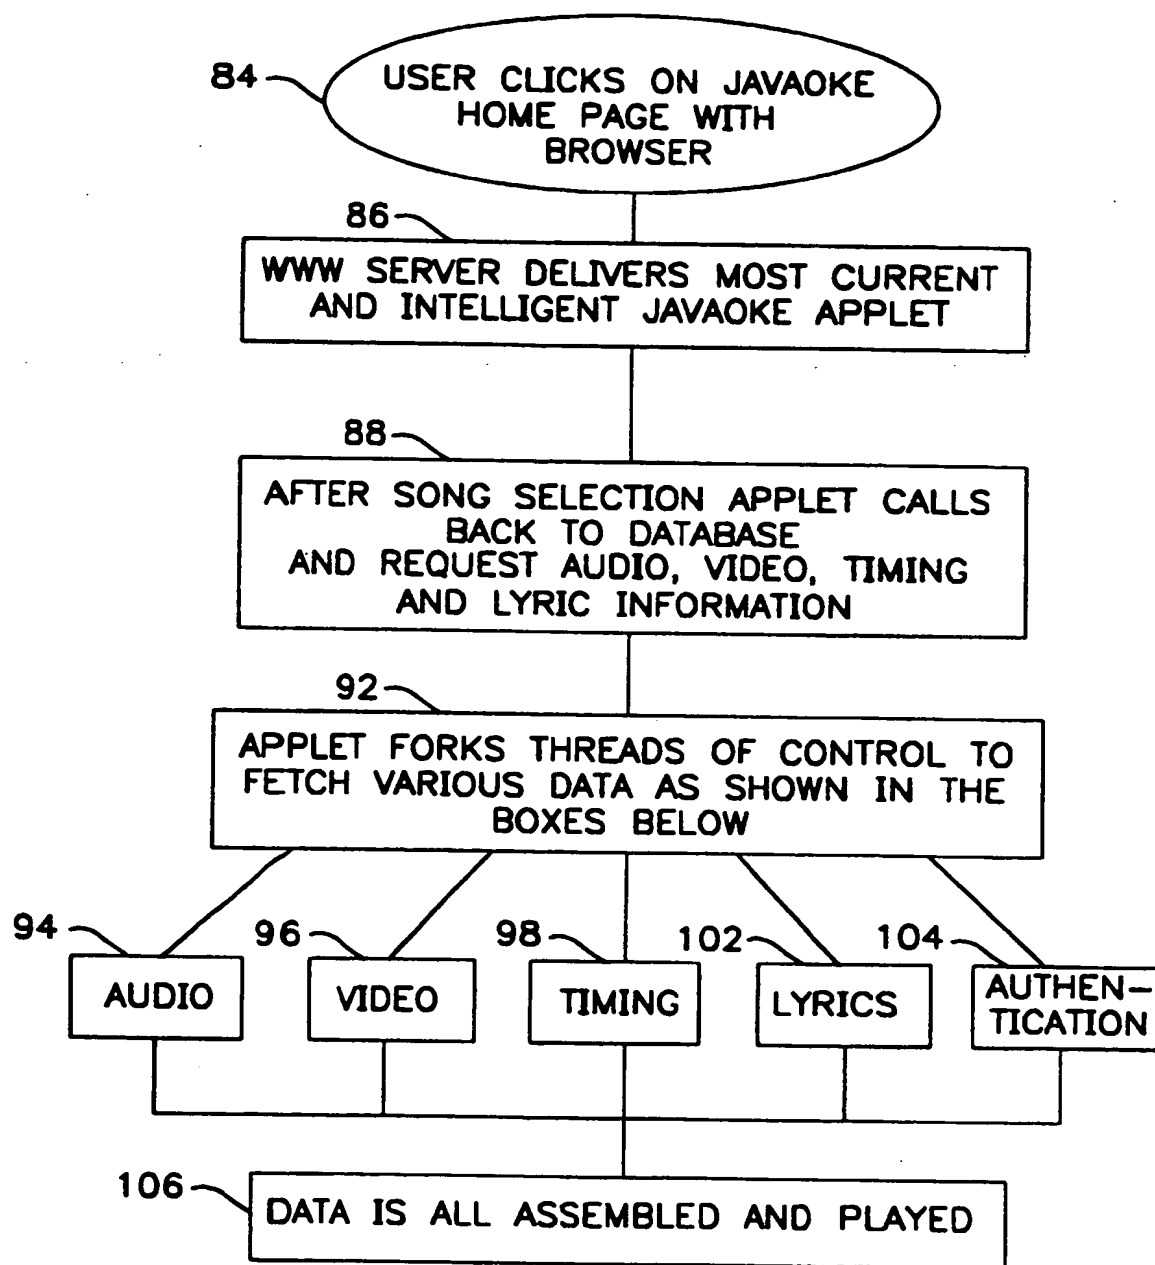 84
USER CLICKS ON JAVAOKE
HOME PAGE WITH
BROWSER
86
WWW SERVER DELIVERS MOST CURRENT
AND INTELLIGENT JAVAOKE APPLET
88
AFTER SONG SELECTION APPLET CALLS
BACK TO DATABASE
AND REQUEST AUDIO, VIDEO, TIMING
AND LYRIC INFORMATION
92
APPLET FORKS THREADS OF CONTROL TO
FETCH VARIOUS DATA AS SHOWN IN THE
BOXES BELOW
94
AUDIO
96
VIDEO
98
TIMING
102
LYRICS
104
AUTHEN-
TICATION
106
DATA IS ALL ASSEMBLED AND PLAYED